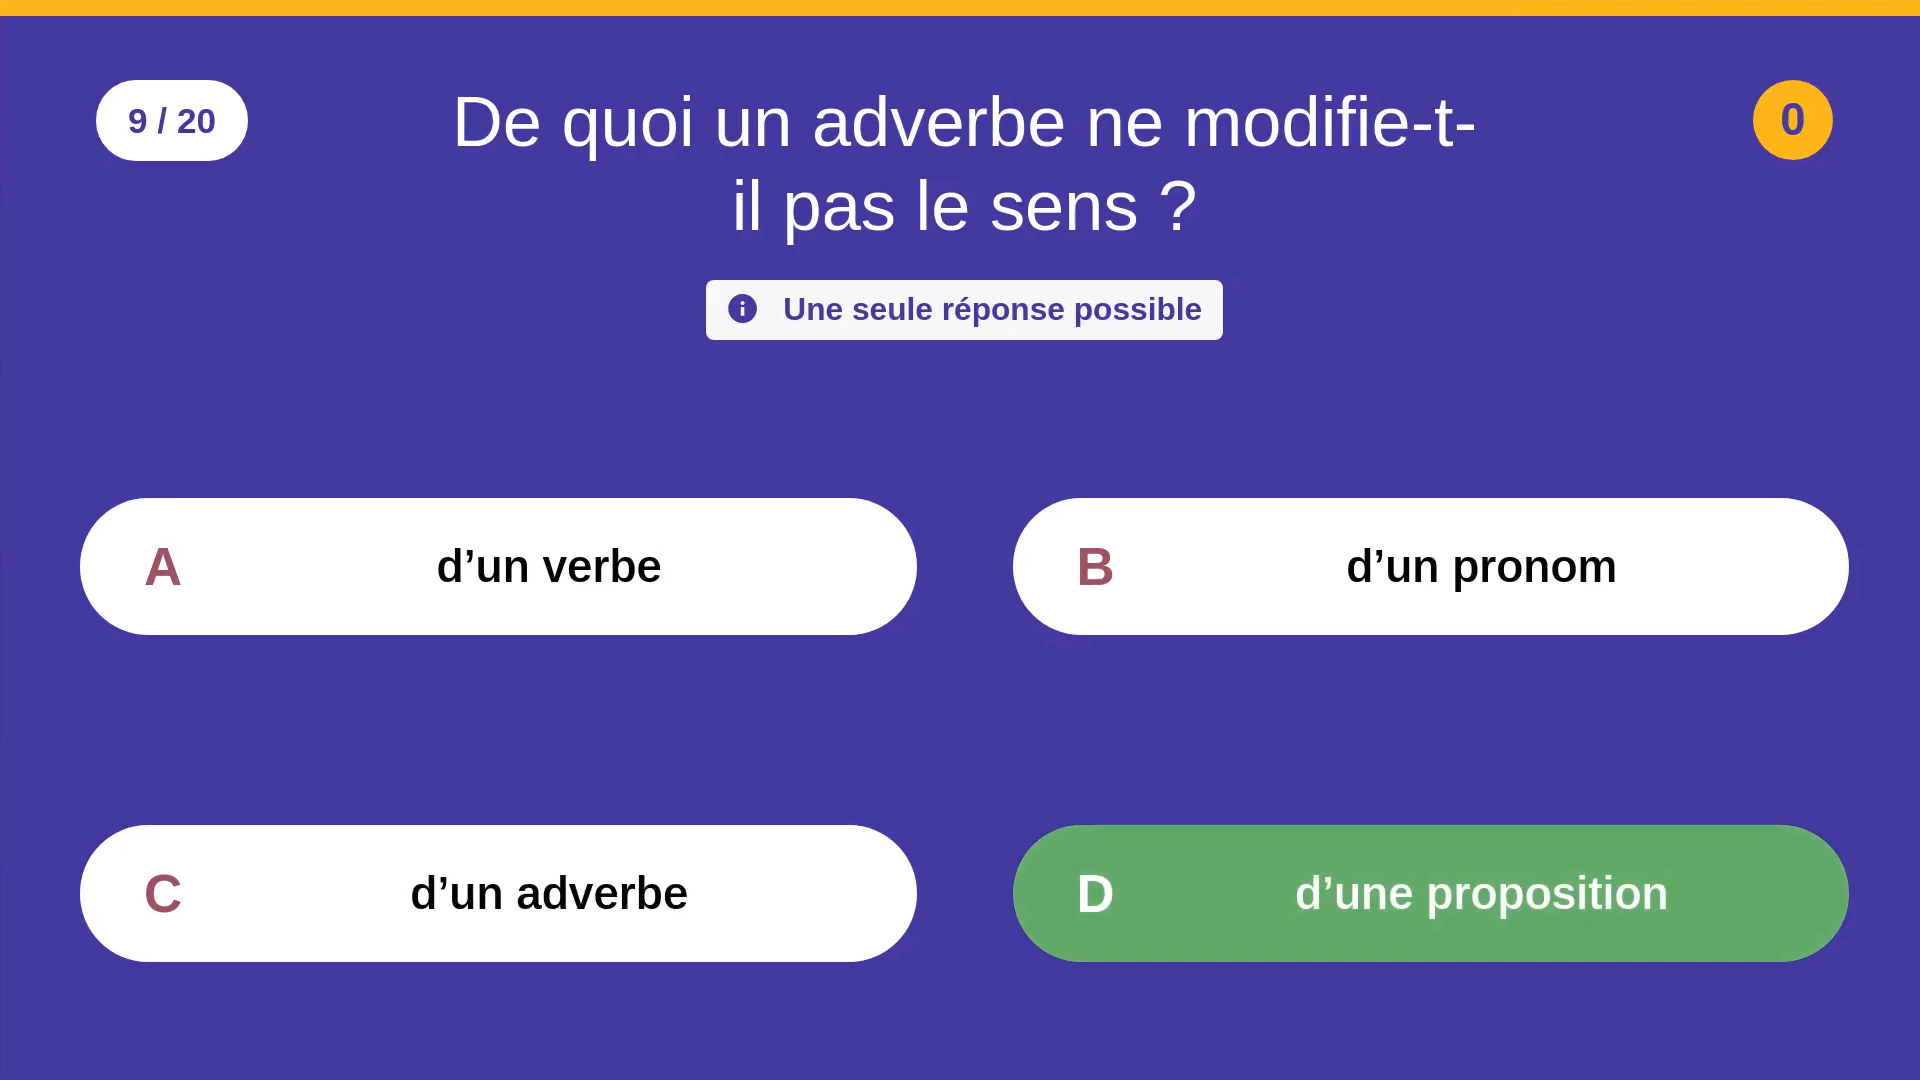 9 / 20
De quoi un adverbe ne modifie-t-
il pas le sens ?
0
Une seule réponse possible
A d’un verbe
B d’un pronom
C d’un adverbe
D d’une proposition